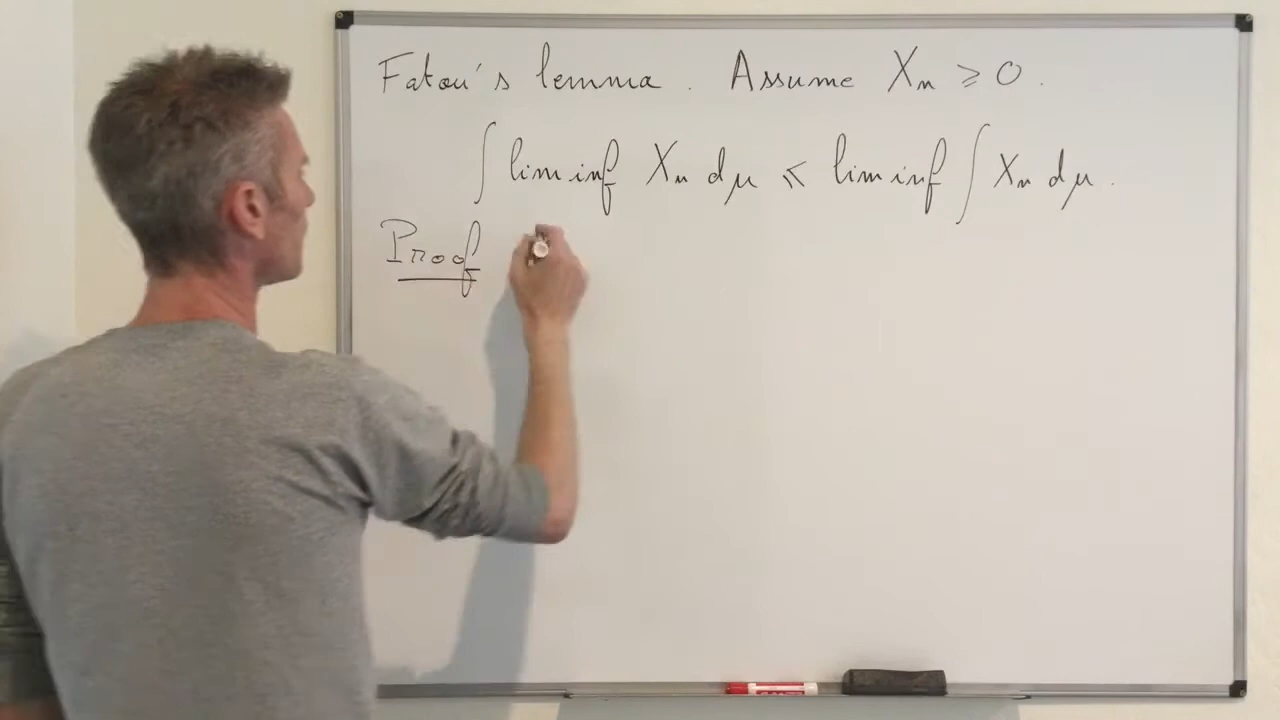 Fatou's lemma. Assume Xₙ ⩾ 0.
∫ lim inf Xₙ dμ ⩽ lim inf ∫ Xₙ dμ.
Proof